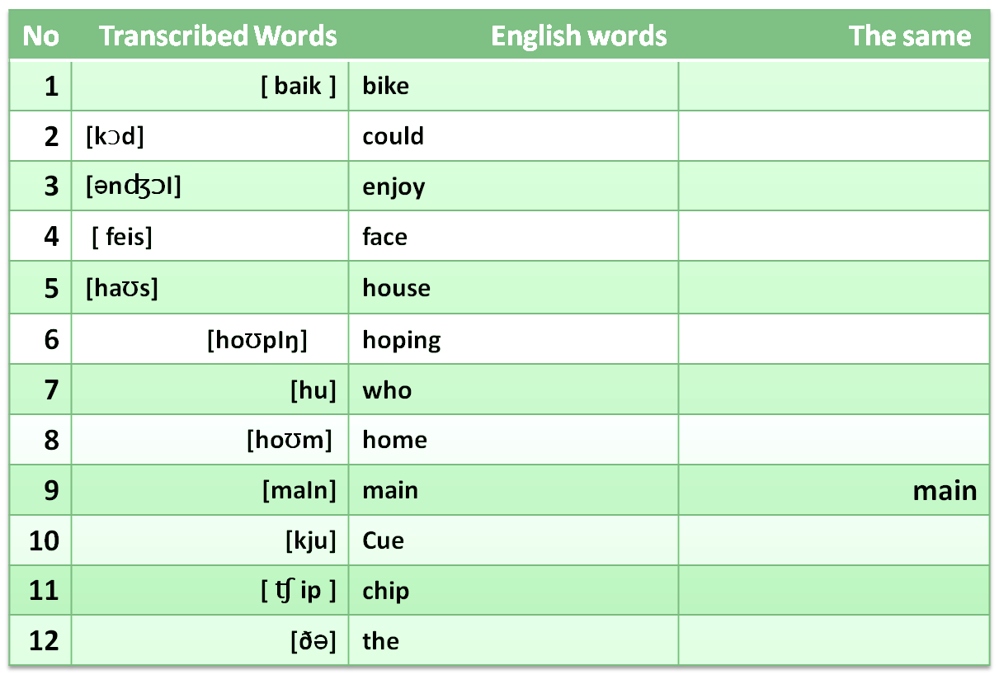 No Transcribed Words English words The same
1 [ baik ] bike
2 [kɔd] could
3 [ənʤɔI] enjoy
4 [ feis] face
5 [haʊs] house
6 [hoʊpIŋ] hoping
7 [hu] who
8 [hoʊm] home
9 [maIn] main main
10 [kju] Cue
11 [ ʧ ip ] chip
12 [ðə] the